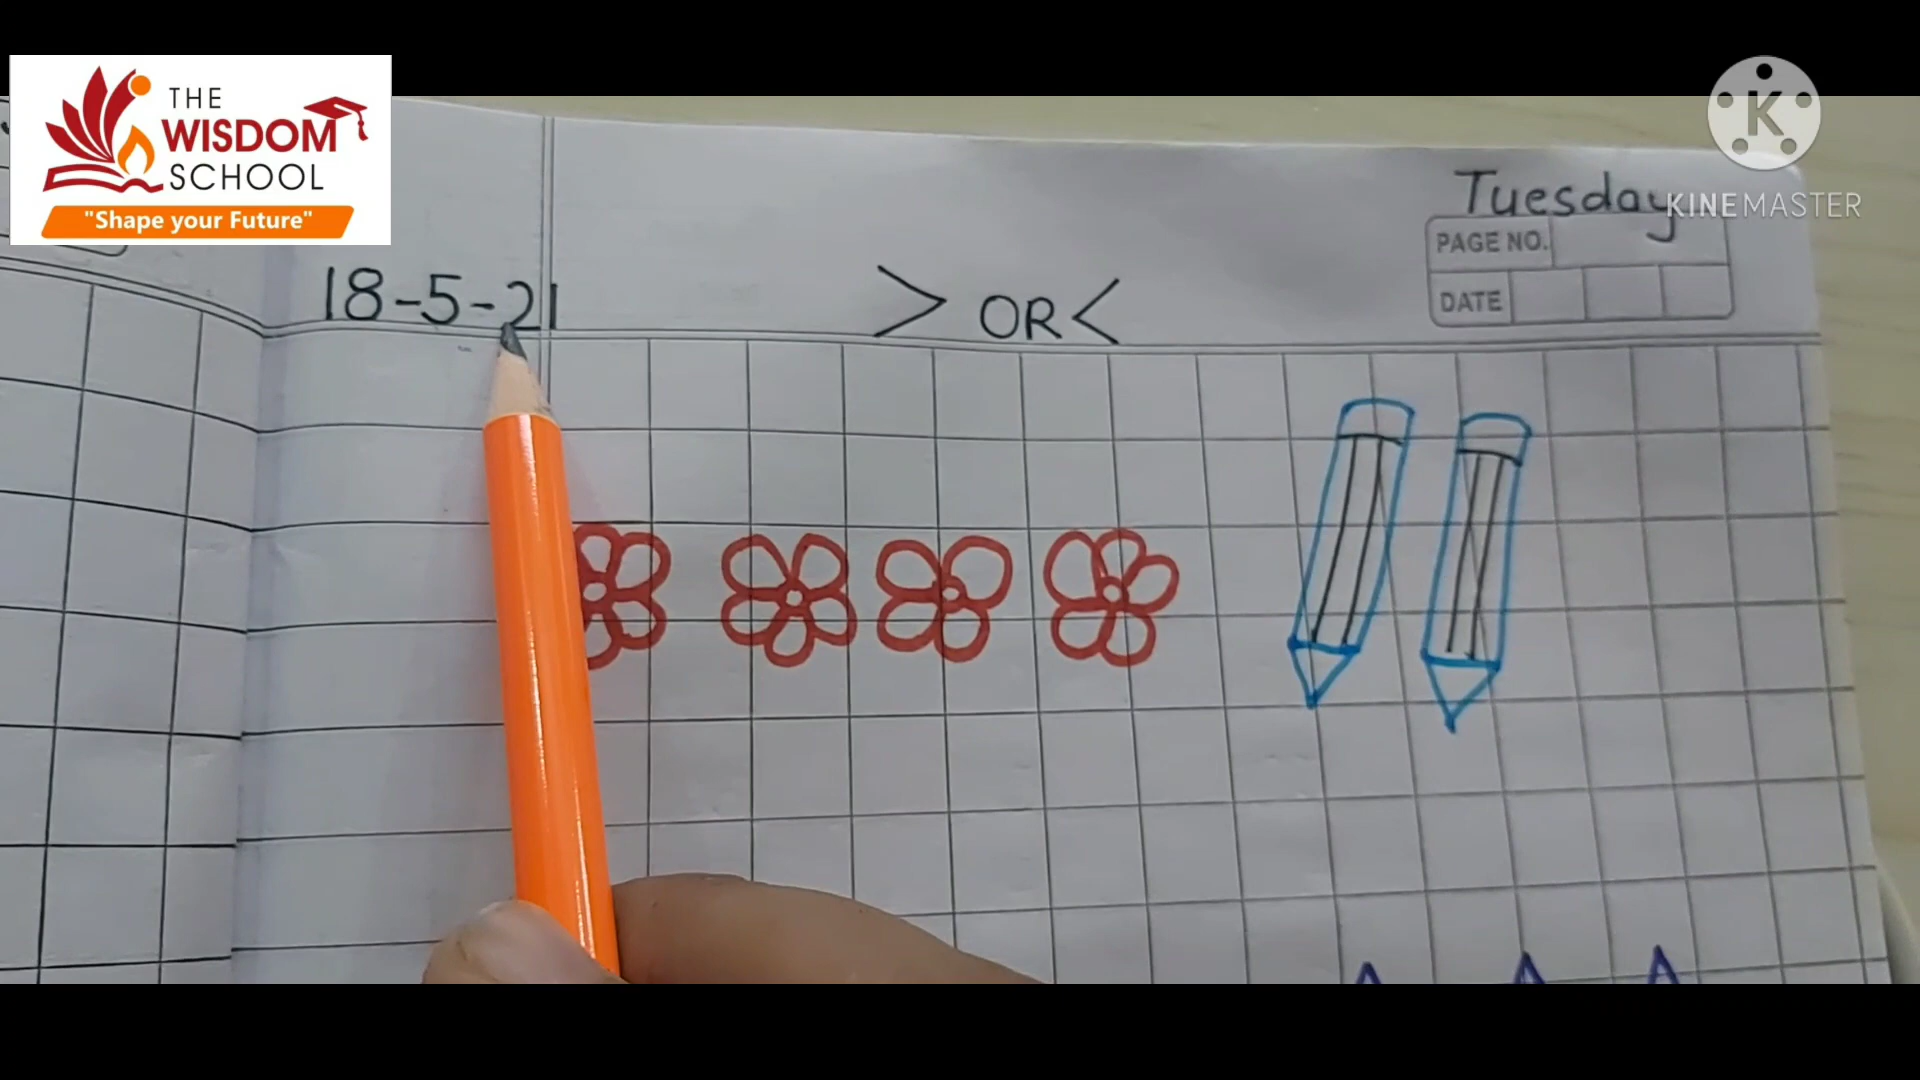 THE
WISDOM
SCHOOL
"Shape your Future"
K
KINEMASTER
Tuesday
PAGE NO.
DATE
18-5-21
> OR <